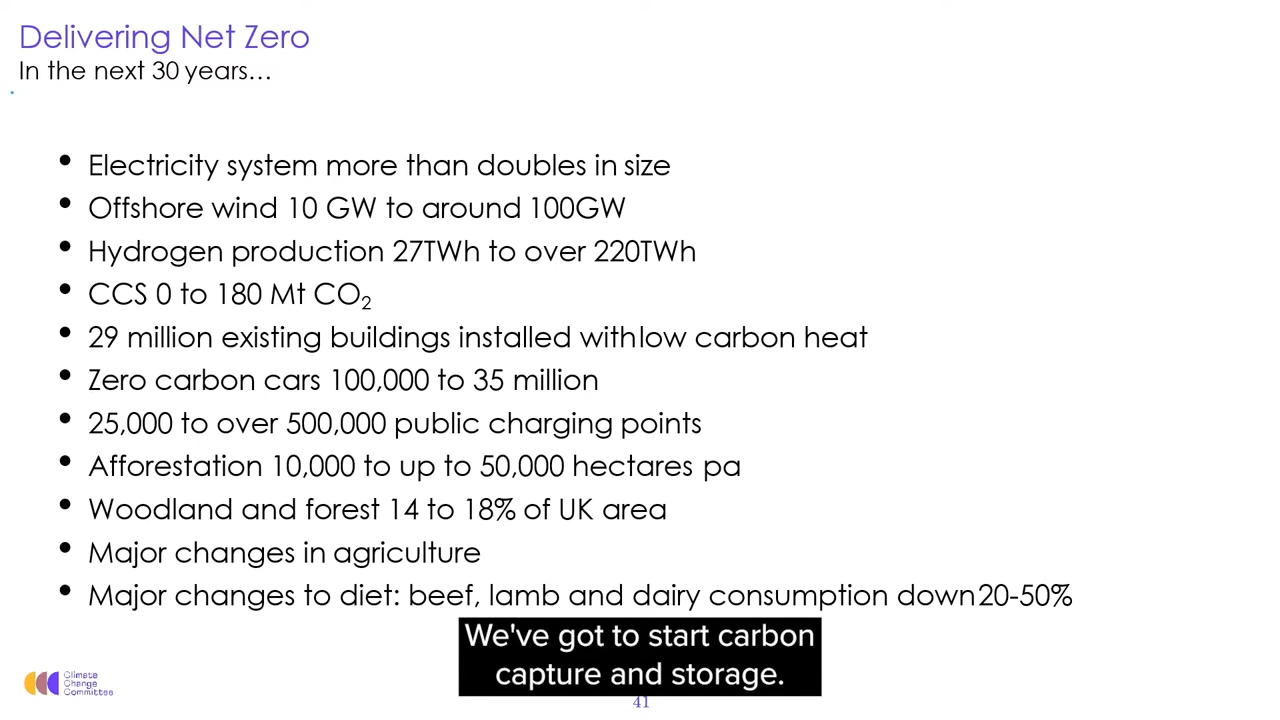 Delivering Net Zero
In the next 30 years…
• Electricity system more than doubles in size
• Offshore wind 10 GW to around 100GW
• Hydrogen production 27TWh to over 220TWh
• CCS 0 to 180 Mt CO₂
• 29 million existing buildings installed with low carbon heat
• Zero carbon cars 100,000 to 35 million
• 25,000 to over 500,000 public charging points
• Afforestation 10,000 to up to 50,000 hectares pa
• Woodland and forest 14 to 18% of UK area
• Major changes in agriculture
• Major changes to diet: beef, lamb and dairy consumption down 20-50%
We've got to start carbon
capture and storage.
Climate
Change
Committee
41